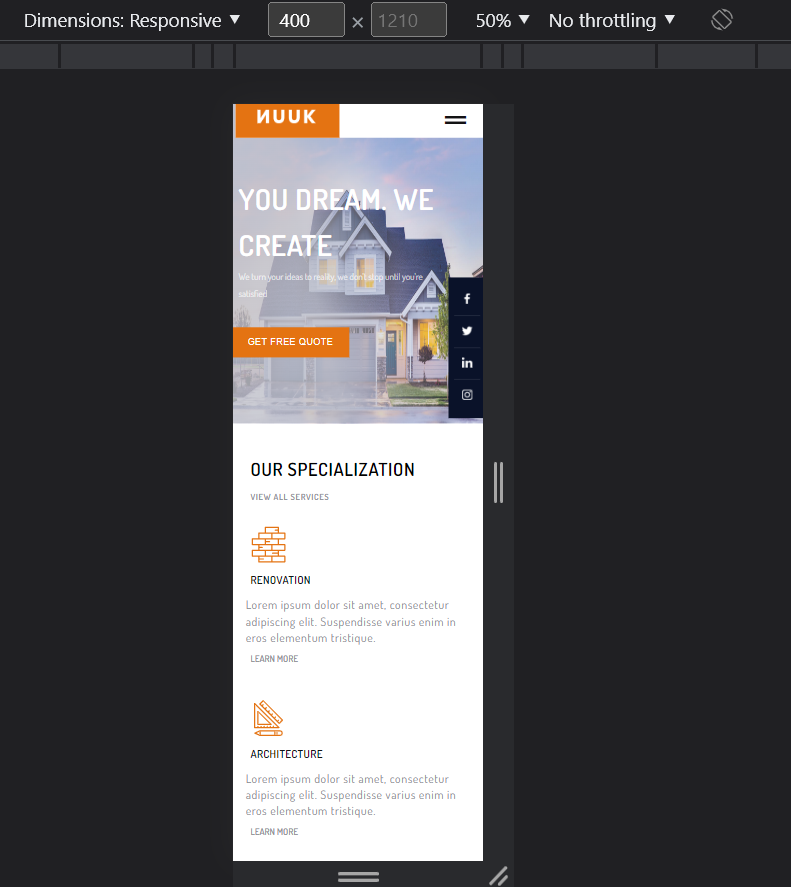 Dimensions: Responsive ▼ 400 × 1210 50% ▼ No throttling ▼
ИUUK
YOU DREAM. WE
CREATE
We turn your ideas to reality, we don't stop until you're
satisfied
GET FREE QUOTE
OUR SPECIALIZATION
VIEW ALL SERVICES
RENOVATION
Lorem ipsum dolor sit amet, consectetur
adipiscing elit. Suspendisse varius enim in
eros elementum tristique.
LEARN MORE
ARCHITECTURE
Lorem ipsum dolor sit amet, consectetur
adipiscing elit. Suspendisse varius enim in
eros elementum tristique.
LEARN MORE